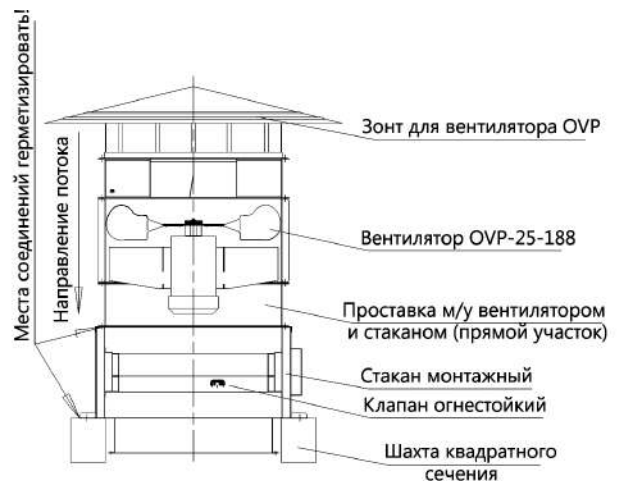 Места соединений герметизировать!
Направление потока
Зонт для вентилятора OVP
Вентилятор OVP-25-188
Проставка м/у вентилятором
и стаканом (прямой участок)
Стакан монтажный
Клапан огнестойкий
Шахта квадратного
сечения